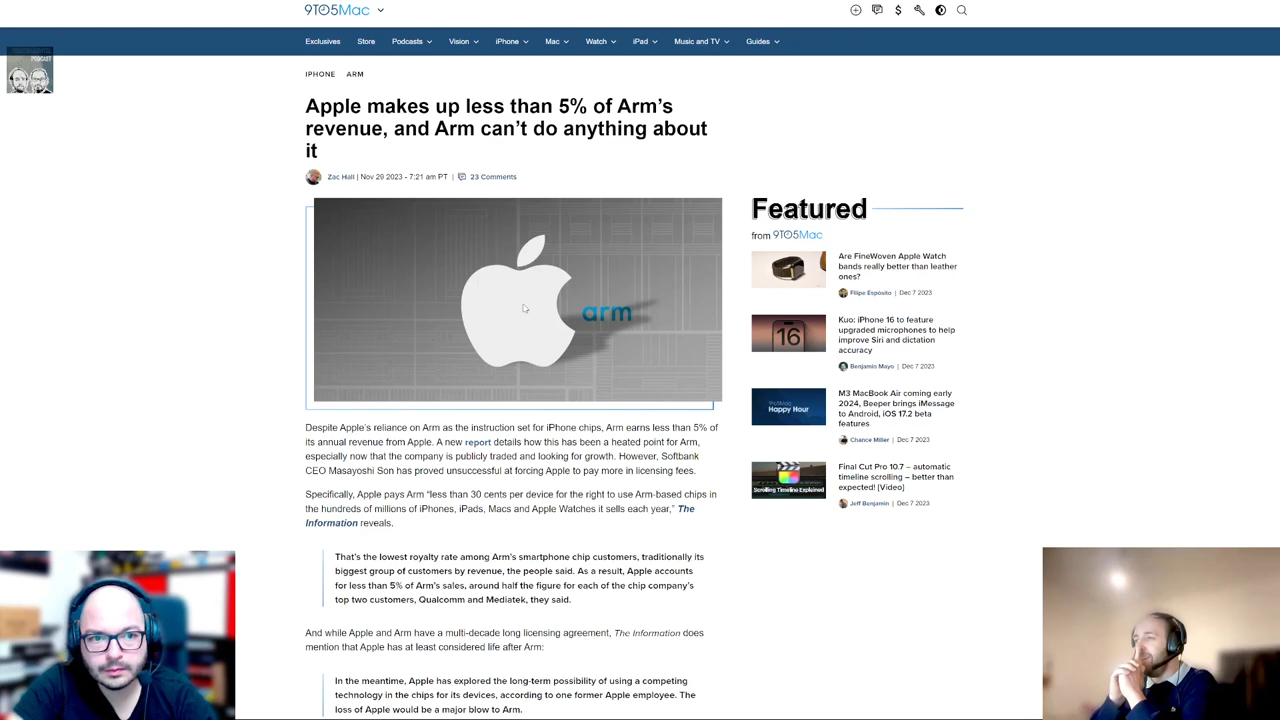 9TO5Mac
Exclusives Store Podcasts Vision iPhone Mac Watch iPad Music and TV Guides
PODCAST
IPHONE ARM
Apple makes up less than 5% of Arm's
revenue, and Arm can't do anything about
it
Zac Hall | Nov 29 2023 - 7:21 am PT | 23 Comments
arm
Despite Apple's reliance on Arm as the instruction set for iPhone chips, Arm earns less than 5% of
its annual revenue from Apple. A new report details how this has been a heated point for Arm,
especially now that the company is publicly traded and looking for growth. However, Softbank
CEO Masayoshi Son has proved unsuccessful at forcing Apple to pay more in licensing fees.
Specifically, Apple pays Arm "less than 30 cents per device for the right to use Arm-based chips in
the hundreds of millions of iPhones, iPads, Macs and Apple Watches it sells each year," The
Information reveals.
That's the lowest royalty rate among Arm's smartphone chip customers, traditionally its
biggest group of customers by revenue, the people said. As a result, Apple accounts
for less than 5% of Arm's sales, around half the figure for each of the chip company's
top two customers, Qualcomm and Mediatek, they said.
And while Apple and Arm have a multi-decade long licensing agreement, The Information does
mention that Apple has at least considered life after Arm:
In the meantime, Apple has explored the long-term possibility of using a competing
technology in the chips for its devices, according to one former Apple employee. The
loss of Apple would be a major blow to Arm.
Featured
from 9TO5Mac
Are FineWoven Apple Watch
bands really better than leather
ones?
Filipe Espósito | Dec 7 2023
16
Kuo: iPhone 16 to feature
upgraded microphones to help
improve Siri and dictation
accuracy
Benjamin Mayo | Dec 7 2023
9to5Mac
Happy Hour
M3 MacBook Air coming early
2024, Beeper brings iMessage
to Android, iOS 17.2 beta
features
Chance Miller | Dec 7 2023
Scrolling Timeline Explained
Final Cut Pro 10.7 – automatic
timeline scrolling – better than
expected! [Video]
Jeff Benjamin | Dec 7 2023